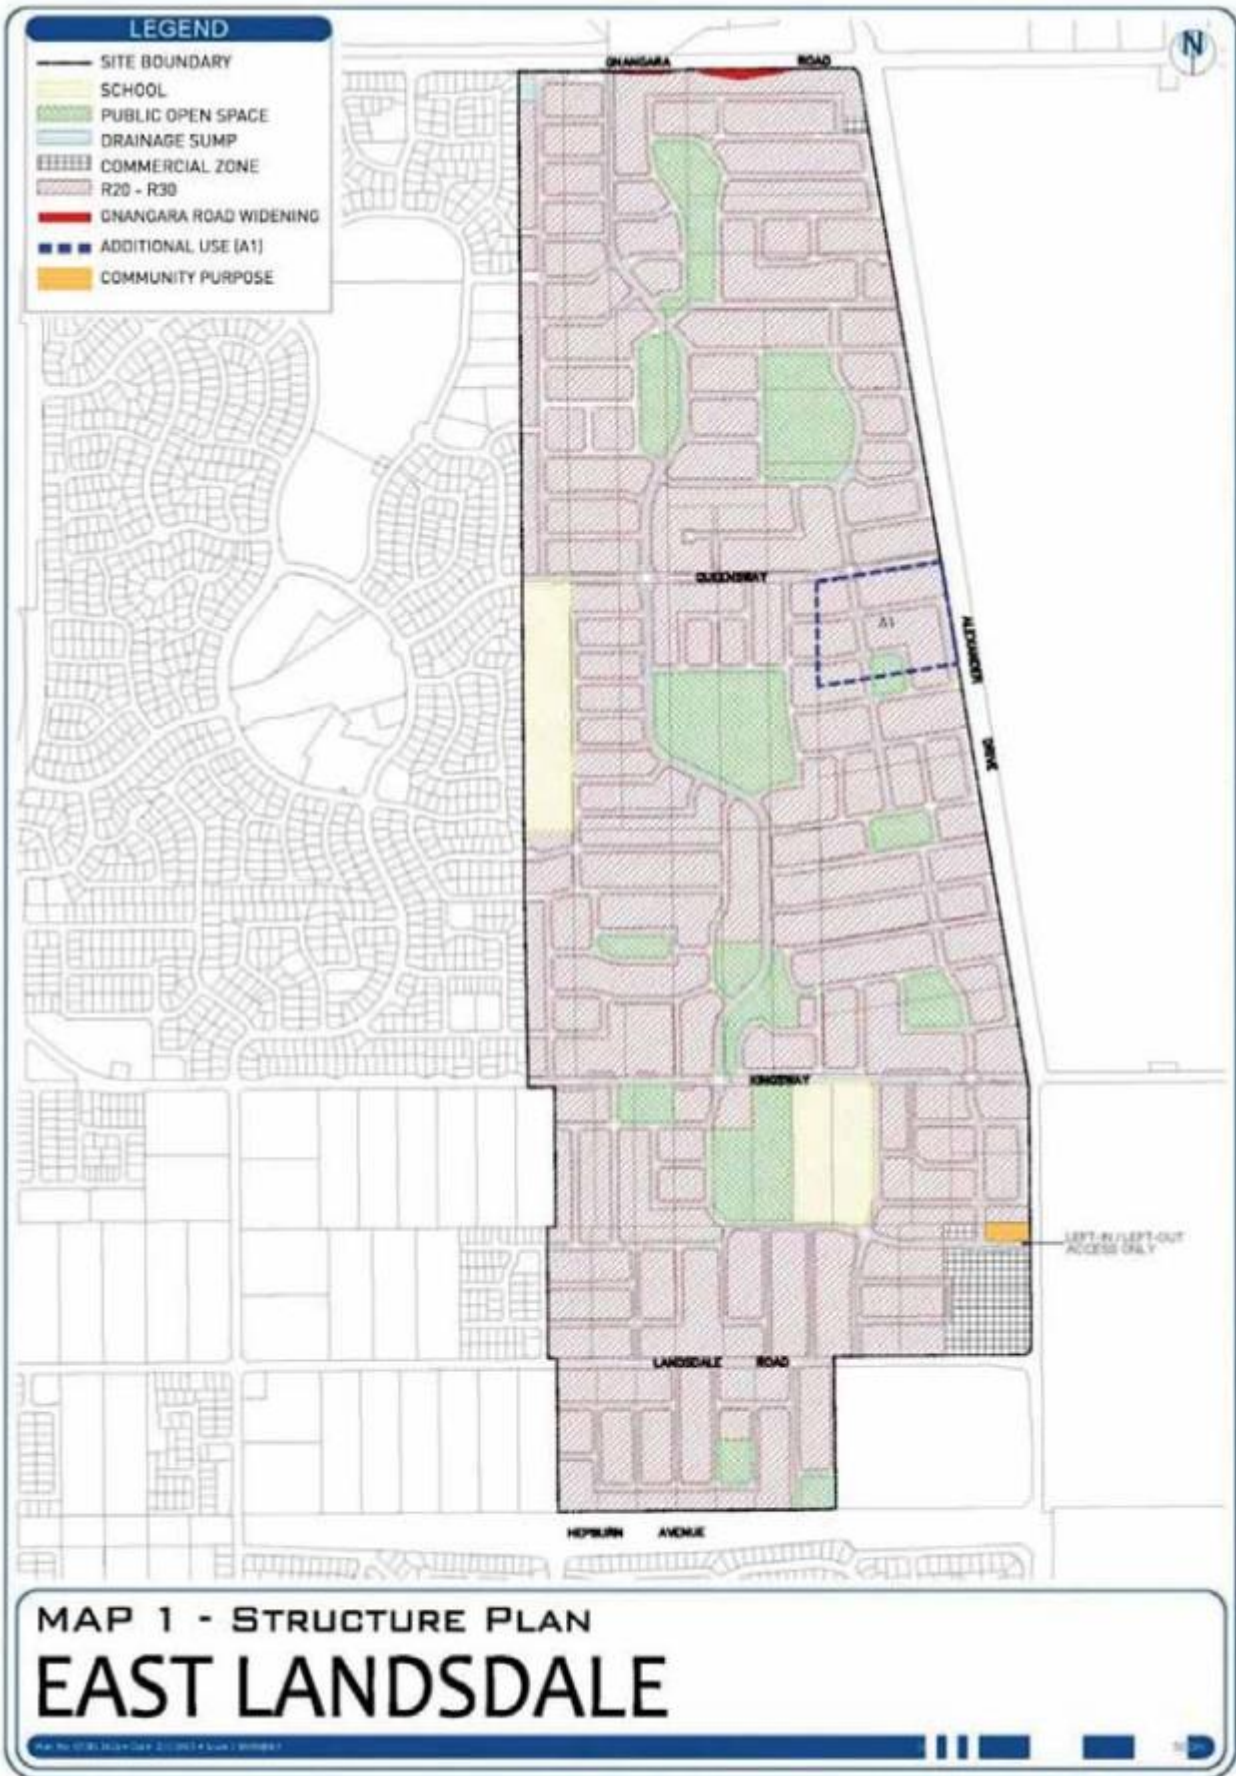 LEGEND
SITE BOUNDARY
SCHOOL
PUBLIC OPEN SPACE
DRAINAGE SUMP
COMMERCIAL ZONE
R20 - R30
GNANGARA ROAD WIDENING
ADDITIONAL USE (A1)
COMMUNITY PURPOSE
N
GNANGARA ROAD
QUEENSWAY
A1
ALEXANDER DRIVE
KINGSWAY
LEFT-IN / LEFT-OUT
ACCESS ONLY
LANDSDALE ROAD
HEPBURN AVENUE
MAP 1 - STRUCTURE PLAN
EAST LANDSDALE